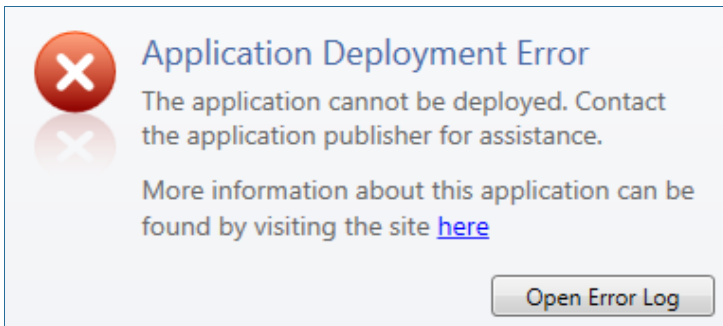 Application Deployment Error
The application cannot be deployed. Contact
the application publisher for assistance.
More information about this application can be
found by visiting the site here
Open Error Log